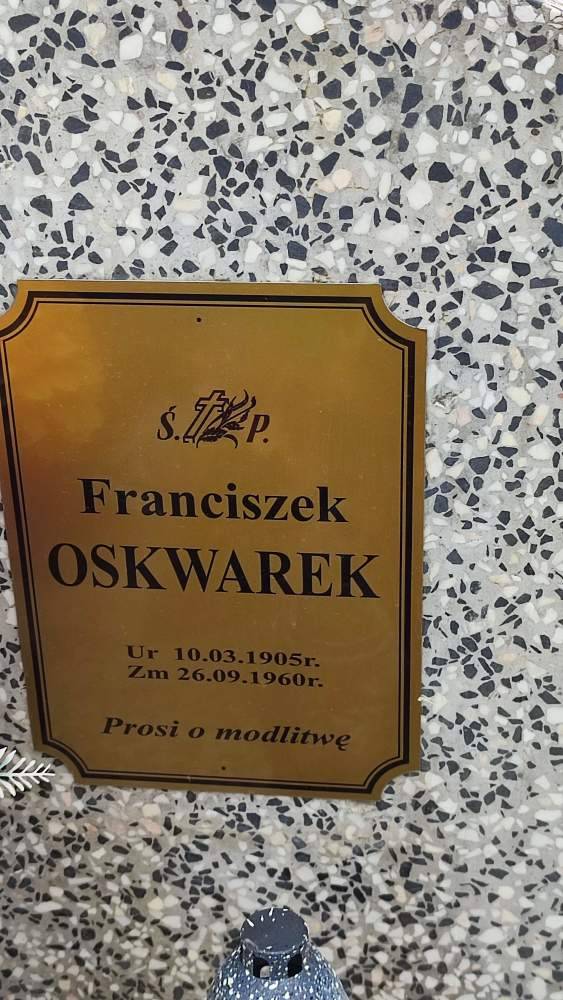 Ś. P.
Franciszek
OSKWAREK
Ur 10.03.1905r.
Zm 26.09.1960r.
Prosi o modlitwę